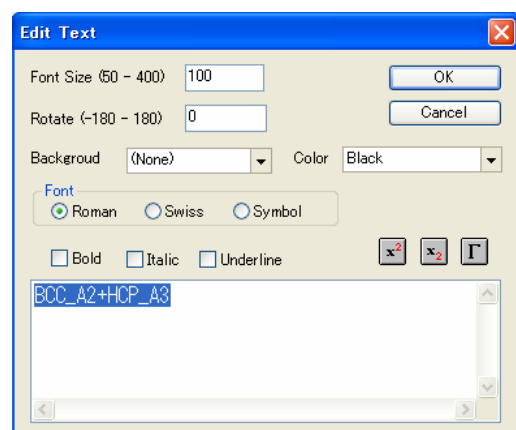 Edit Text
Font Size (50 - 400) 100 OK
Rotate (-180 - 180) 0 Cancel
Backgroud (None) Color Black
Font
Roman Swiss Symbol
Bold Italic Underline x² x₂ Γ
BCC_A2+HCP_A3